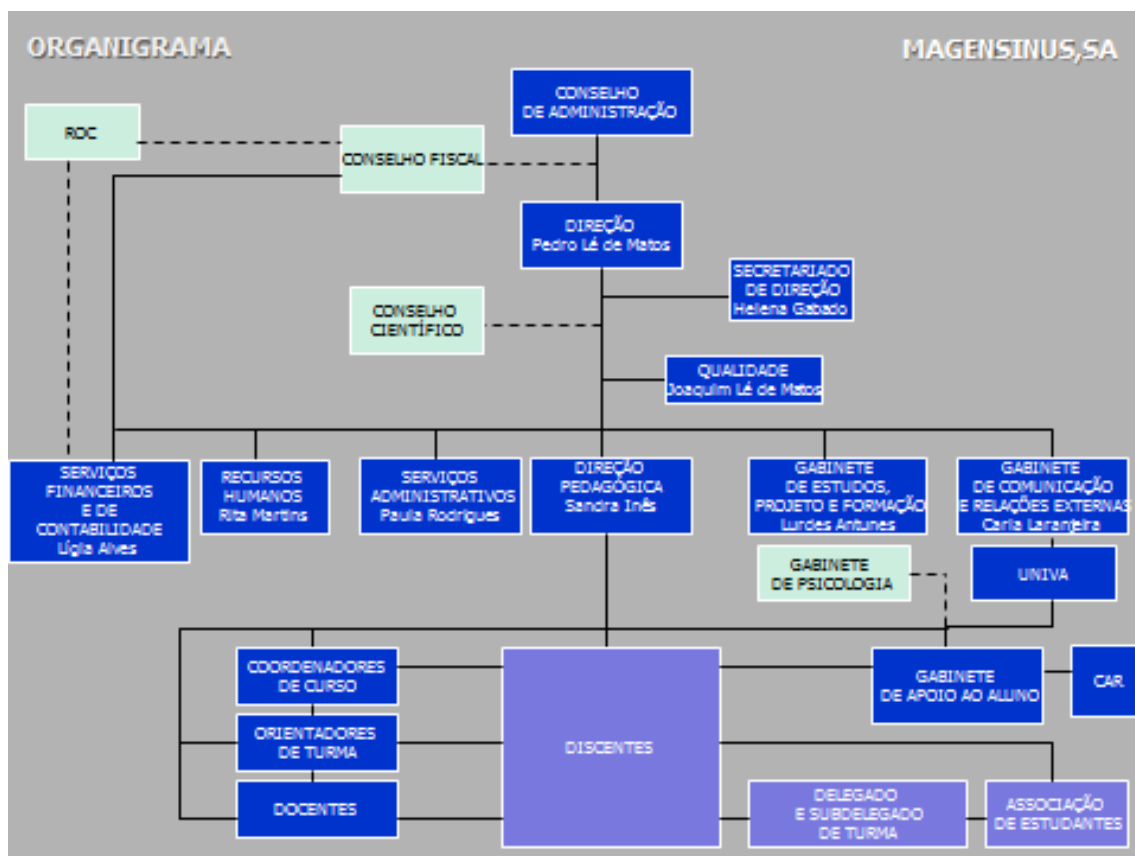 ORGANIGRAMA
MAGENSINUS,SA
CONSELHO
DE ADMINISTRAÇÃO
ROC
CONSELHO FISCAL
DIREÇÃO
Pedro Lé de Matos
SECRETARIADO
DE DIREÇÃO
Helena Gabado
CONSELHO
CIENTÍFICO
QUALIDADE
Joaquim Lé de Matos
SERVIÇOS
FINANCEIROS
E DE
CONTABILIDADE
Lígia Alves
RECURSOS
HUMANOS
Rita Martins
SERVIÇOS
ADMINISTRATIVOS
Paula Rodrigues
DIREÇÃO
PEDAGÓGICA
Sandra Inês
GABINETE
DE ESTUDOS,
PROJETO E FORMAÇÃO
Lurdes Antunes
GABINETE
DE COMUNICAÇÃO
E RELAÇÕES EXTERNAS
Carla Laranjeira
GABINETE
DE PSICOLOGIA
UNIVA
COORDENADORES
DE CURSO
ORIENTADORES
DE TURMA
DOCENTES
DISCENTES
GABINETE
DE APOIO AO ALUNO
CAR
DELEGADO
E SUBDELEGADO
DE TURMA
ASSOCIAÇÃO
DE ESTUDANTES